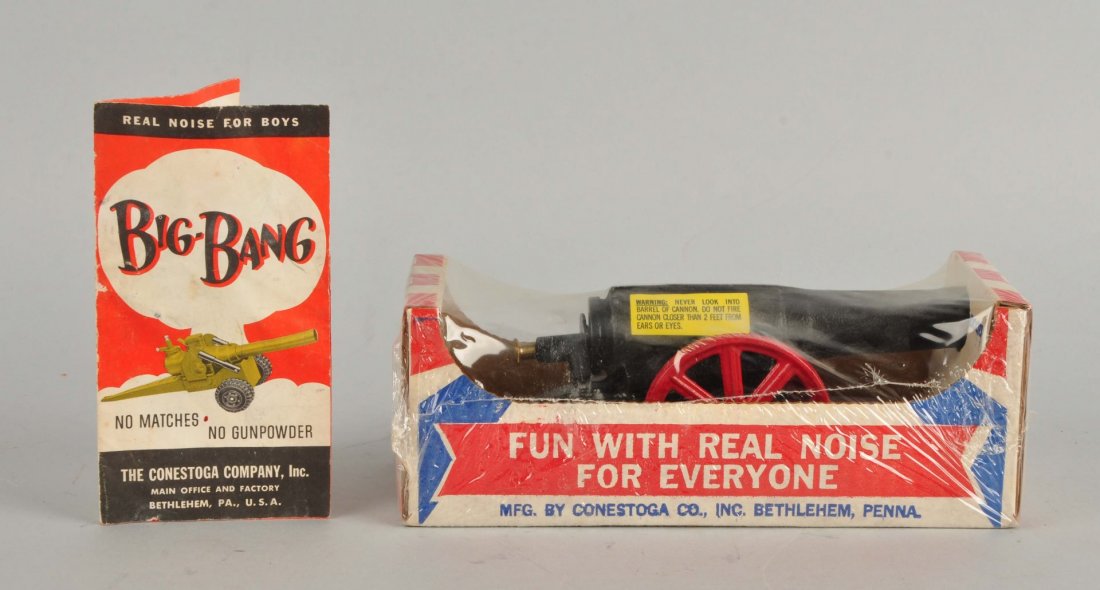 REAL NOISE FOR BOYS
BIG-BANG
NO MATCHES •
NO GUNPOWDER
THE CONESTOGA COMPANY, Inc.
MAIN OFFICE AND FACTORY
BETHLEHEM, PA., U.S.A.
WARNING: NEVER LOOK INTO
BARREL OF CANNON. DO NOT FIRE
CANNON CLOSER THAN 2 FEET FROM
EARS OR EYES.
FUN WITH REAL NOISE
FOR EVERYONE
MFG. BY CONESTOGA CO., INC. BETHLEHEM, PENNA.